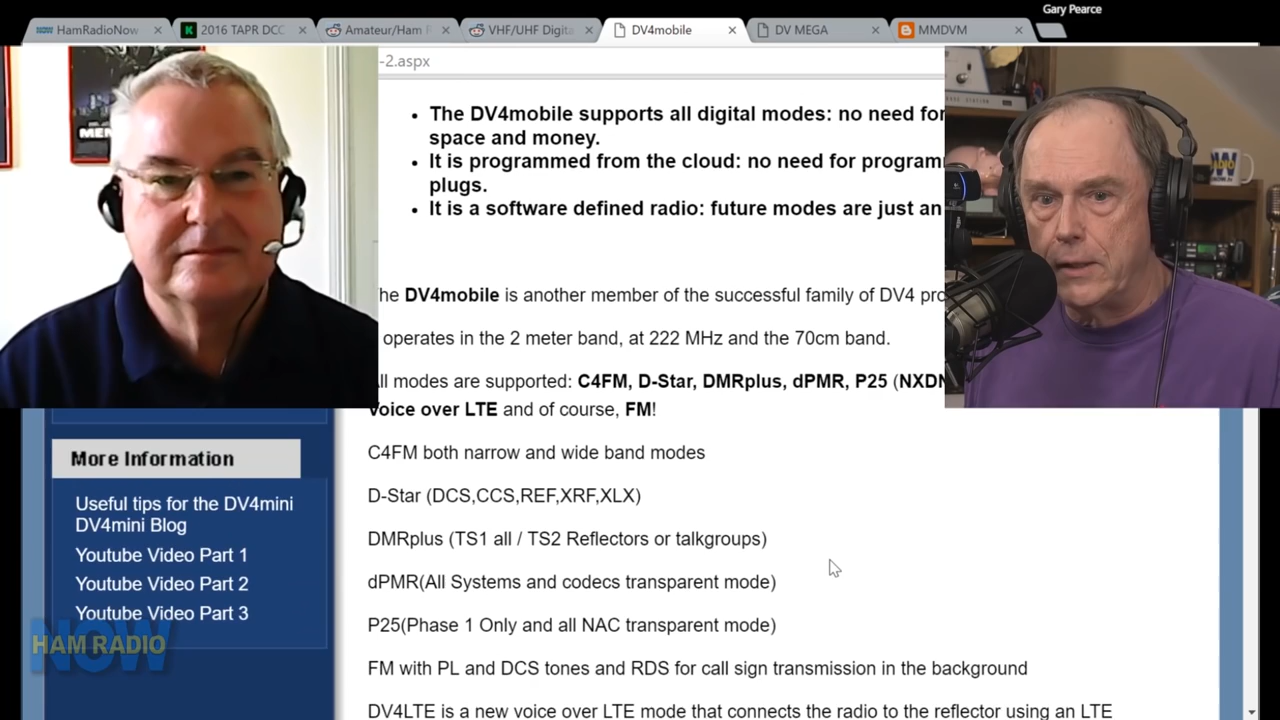 Gary Pearce
HamRadioNow
2016 TAPR DCC
Amateur/Ham F
VHF/UHF Digita
DV4mobile
DV MEGA
MMDVM
-2.aspx
The DV4mobile supports all digital modes: no need for
space and money.
It is programmed from the cloud: no need for program
plugs.
It is a software defined radio: future modes are just an
he DV4mobile is another member of the successful family of DV4 pro
operates in the 2 meter band, at 222 MHz and the 70cm band.
All modes are supported: C4FM, D-Star, DMRplus, dPMR, P25 (NXDN
Voice over LTE and of course, FM!
C4FM both narrow and wide band modes
D-Star (DCS,CCS,REF,XRF,XLX)
DMRplus (TS1 all / TS2 Reflectors or talkgroups)
dPMR(All Systems and codecs transparent mode)
P25(Phase 1 Only and all NAC transparent mode)
FM with PL and DCS tones and RDS for call sign transmission in the background
DV4LTE is a new voice over LTE mode that connects the radio to the reflector using an LTE
More Information
Useful tips for the DV4mini
DV4mini Blog
Youtube Video Part 1
Youtube Video Part 2
Youtube Video Part 3
HAM RADIO
NOW